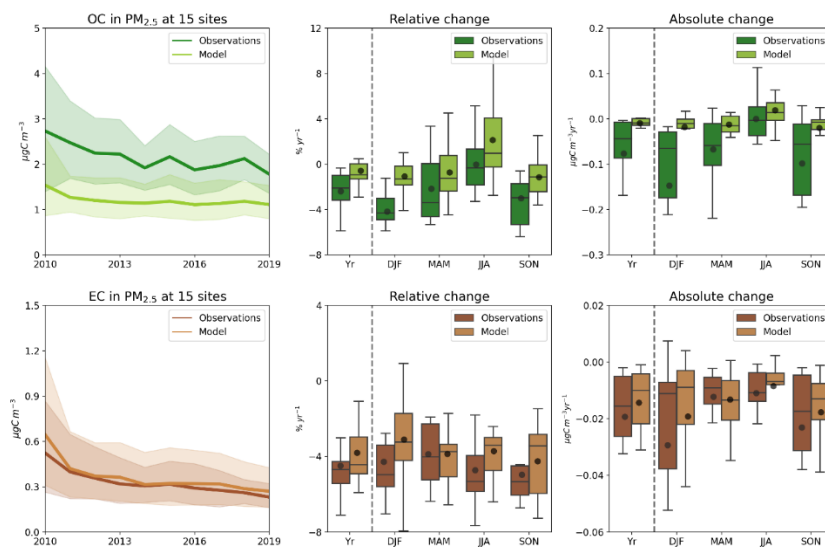 OC in PM2.5 at 15 sites
Observations
Model
µgC m⁻³
5
4
3
2
1
0
2010
2013
2016
2019
Relative change
Observations
Model
% yr⁻¹
12
8
4
0
−4
−8
Yr
DJF
MAM
JJA
SON
Absolute change
Observations
Model
µgC m⁻³yr⁻¹
0.2
0.1
0.0
−0.1
−0.2
−0.3
Yr
DJF
MAM
JJA
SON
EC in PM2.5 at 15 sites
Observations
Model
µgC m⁻³
1.5
1.2
0.9
0.6
0.3
0.0
2010
2013
2016
2019
Relative change
Observations
Model
% yr⁻¹
4
0
−4
−8
Yr
DJF
MAM
JJA
SON
Absolute change
Observations
Model
µgC m⁻³yr⁻¹
0.02
0.00
−0.02
−0.04
−0.06
Yr
DJF
MAM
JJA
SON